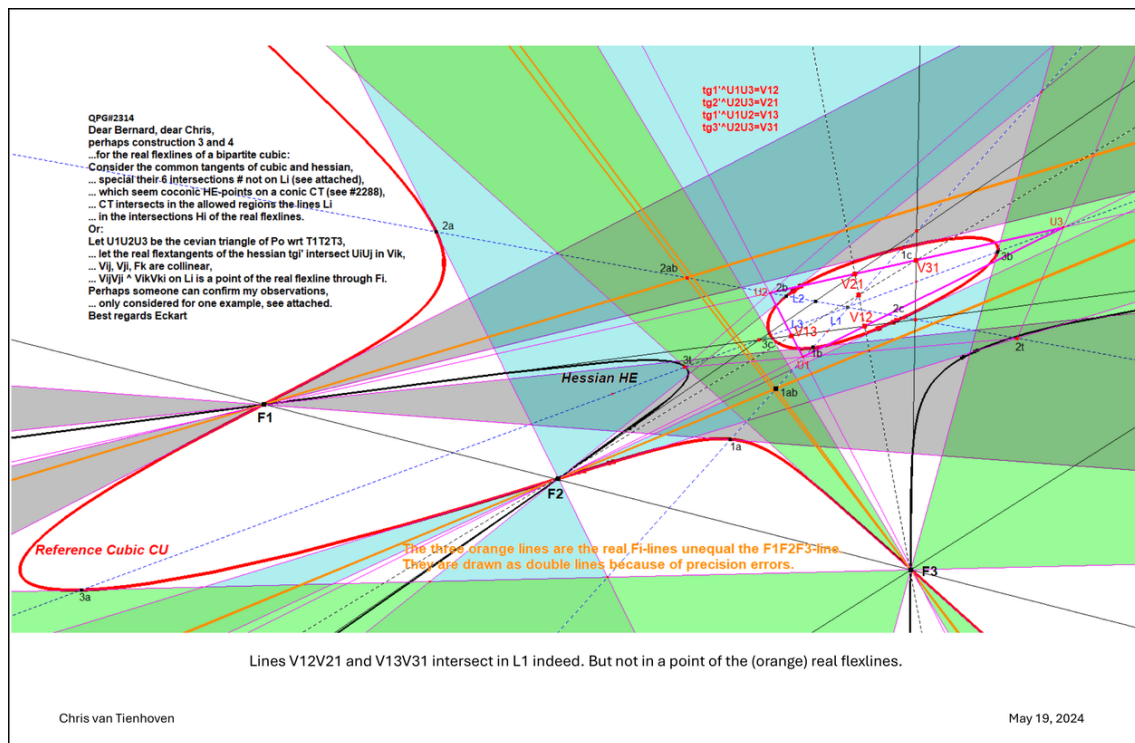 QPG#2314
Dear Bernard, dear Chris,
perhaps construction 3 and 4
...for the real flexlines of a bipartite cubic:
Consider the common tangents of cubic and hessian,
... special their 6 intersections # not on Li (see attached),
... which seem coconic HE-points on a conic CT (see #2288),
... CT intersects in the allowed regions the lines Li
... in the intersections Hi of the real flexlines.
Or:
Let U1U2U3 be the cevian triangle of Po wrt T1T2T3,
... let the real flextangents of the hessian tgi' intersect UiUj in Vik,
... Vij, Vji, Fk are collinear,
... VijVji ^ VikVki on Li is a point of the real flexline through Fi.
Perhaps someone can confirm my observations,
... only considered for one example, see attached.
Best regards Eckart
tg1'^U1U3=V12
tg2'^U2U3=V21
tg1'^U1U2=V13
tg3'^U2U3=V31
U3
2a
1c
V31
3b
2ab
U2
2b
V21
L2
L3
L1
V12
2c
V13
3c
1b
U1
2t
3t
Hessian HE
1ab
F1
1a
F2
Reference Cubic CU
The three orange lines are the real Fi-lines unequal the F1F2F3-line.
They are drawn as double lines because of precision errors.
F3
3a
Lines V12V21 and V13V31 intersect in L1 indeed. But not in a point of the (orange) real flexlines.
Chris van Tienhoven
May 19, 2024